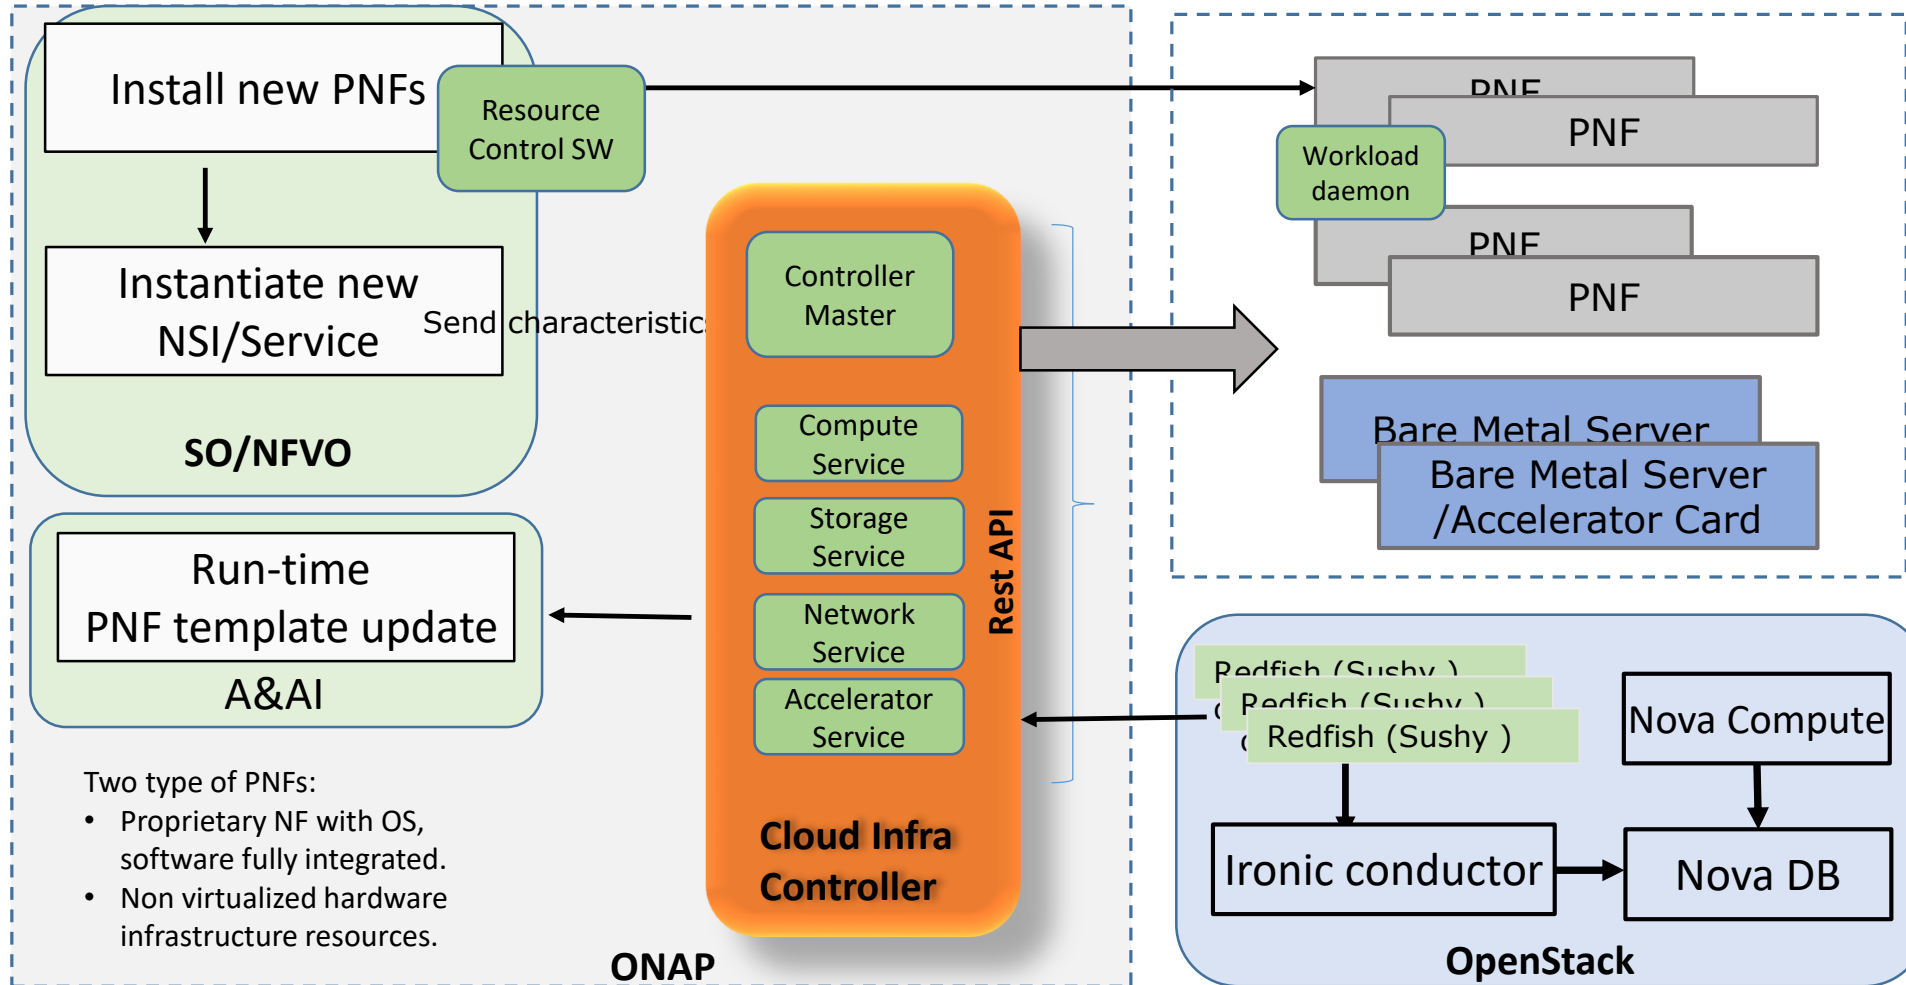 Install new PNFs
Resource
Control SW
Instantiate new
NSI/Service
Send characteristics
SO/NFVO
Run-time
PNF template update
A&AI
Two type of PNFs:
• Proprietary NF with OS,
software fully integrated.
• Non virtualized hardware
infrastructure resources.
ONAP
Controller
Master
Compute
Service
Storage
Service
Network
Service
Accelerator
Service
Rest API
Cloud Infra
Controller
PNF
PNF
Workload
daemon
PNF
PNF
Bare Metal Server
Bare Metal Server
/Accelerator Card
Redfish (Sushy )
Redfish (Sushy )
Redfish (Sushy )
Nova Compute
Ironic conductor
Nova DB
OpenStack